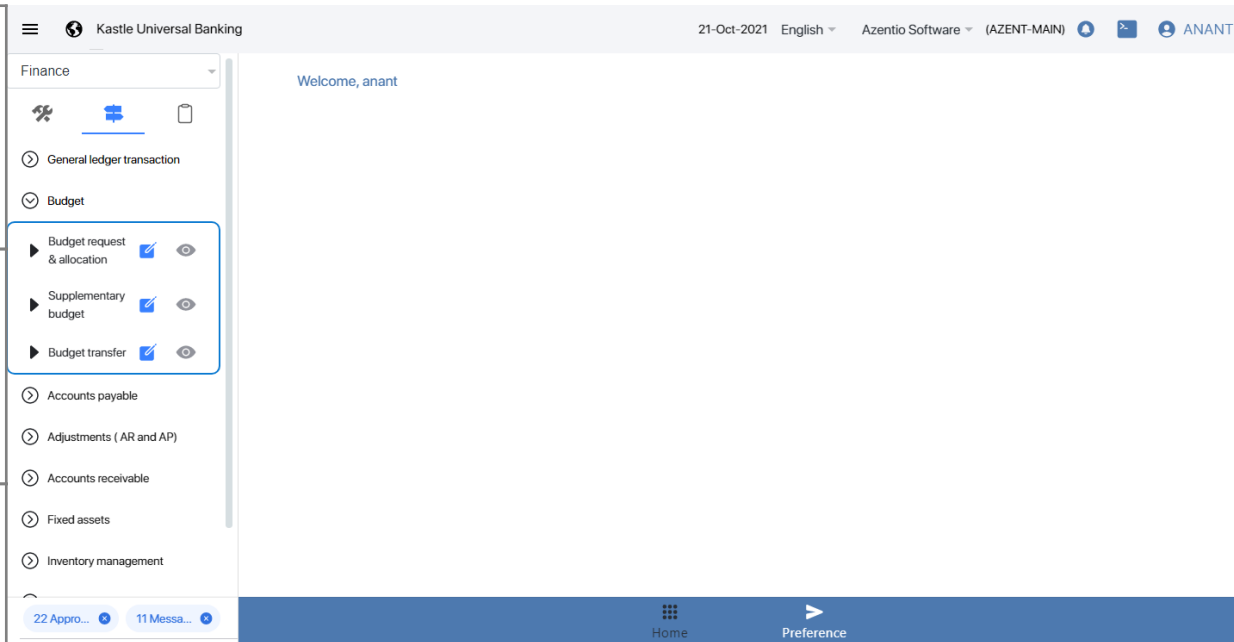 Kastle Universal Banking
21-Oct-2021 English Azentio Software (AZENT-MAIN) ANANT
Finance
Welcome, anant
General ledger transaction
Budget
Budget request
& allocation
Supplementary
budget
Budget transfer
Accounts payable
Adjustments ( AR and AP)
Accounts receivable
Fixed assets
Inventory management
22 Appro... 11 Messa...
Home Preference